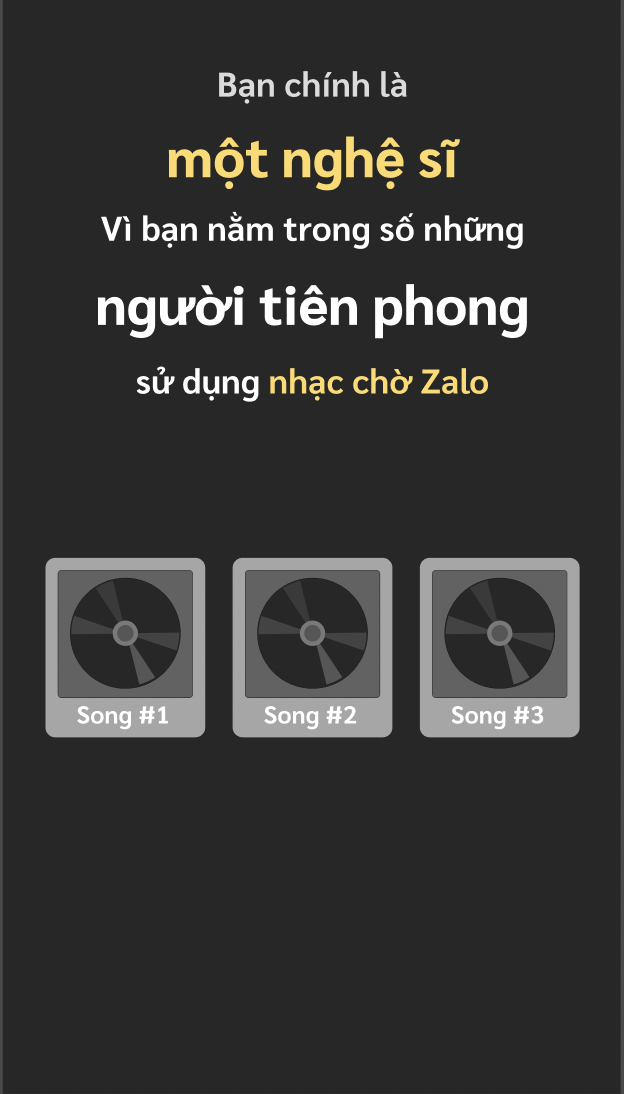 Bạn chính là
một nghệ sĩ
Vì bạn nằm trong số những
người tiên phong
sử dụng nhạc chờ Zalo
Song #1
Song #2
Song #3